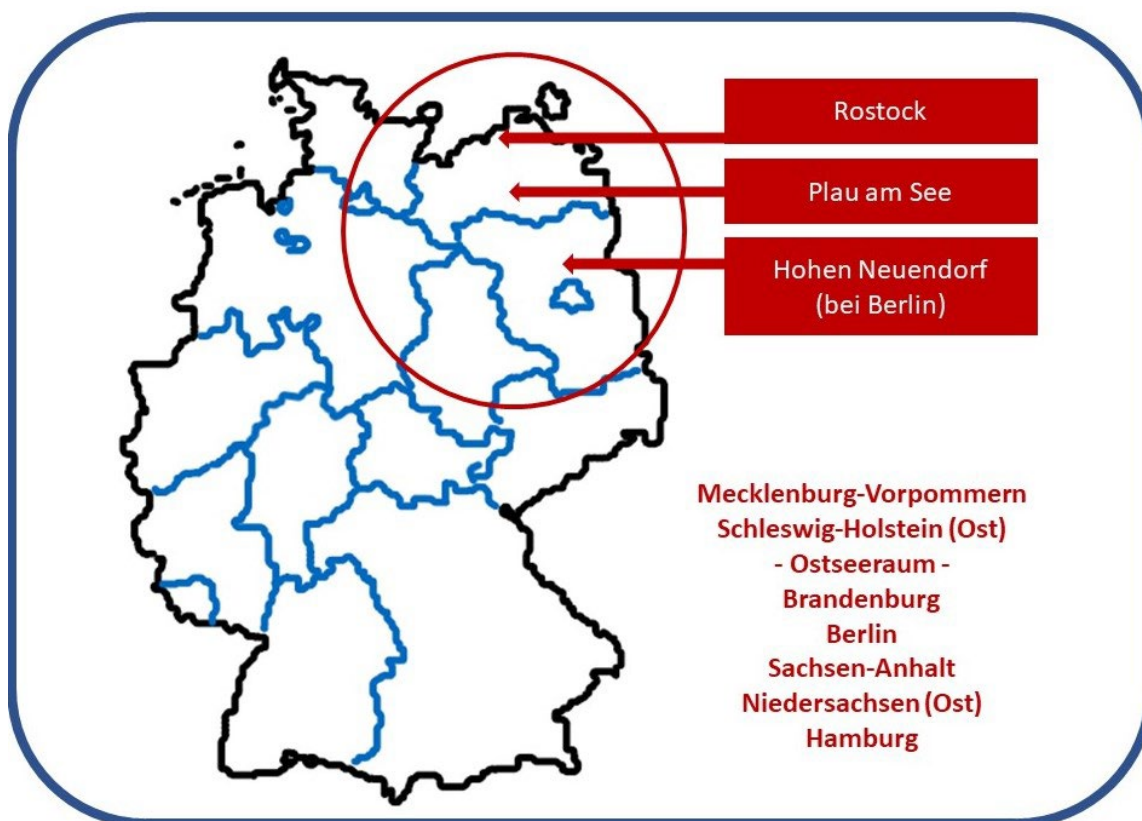 Rostock
Plau am See
Hohen Neuendorf
(bei Berlin)
Mecklenburg-Vorpommern
Schleswig-Holstein (Ost)
- Ostseeraum -
Brandenburg
Berlin
Sachsen-Anhalt
Niedersachsen (Ost)
Hamburg